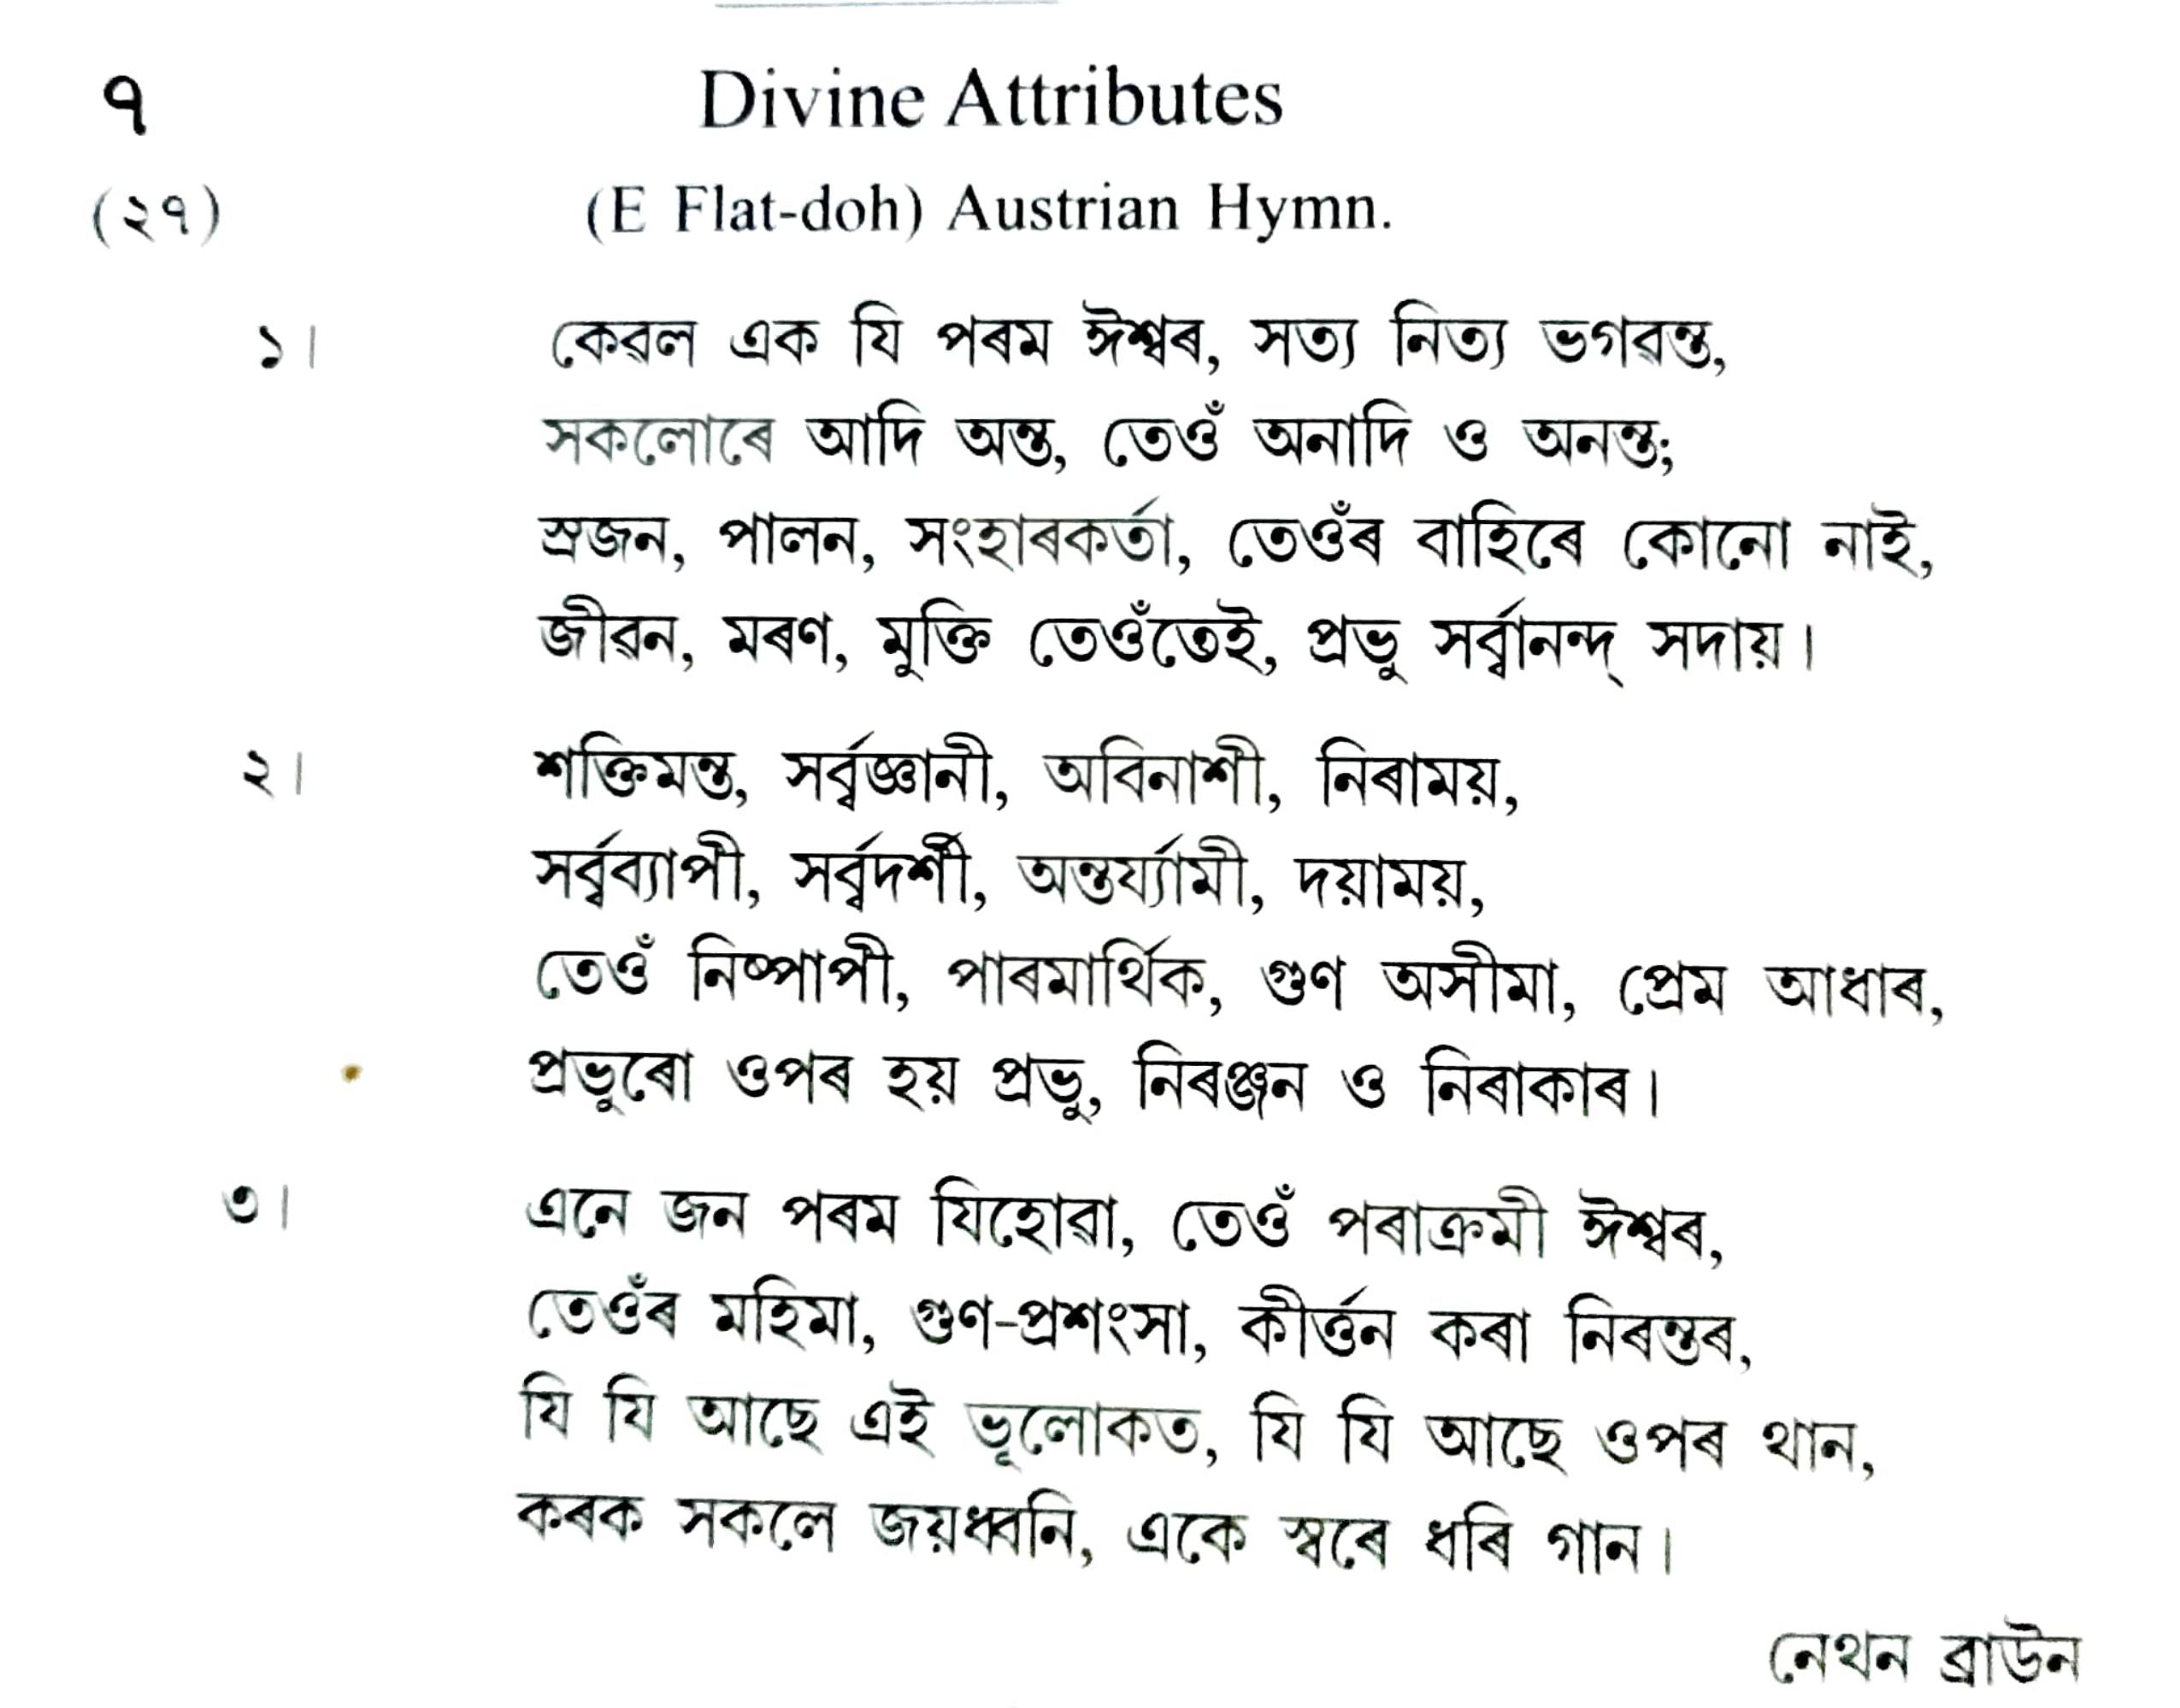 ৭ Divine Attributes
(২৭) (E Flat-doh) Austrian Hymn.
১। কেৱল এক যি পৰম ঈশ্বৰ, সত্য নিত্য ভগৱন্ত,
সকলোৰে আদি অন্ত, তেওঁ অনাদি ও অনন্ত;
স্ৰজন, পালন, সংহাৰকৰ্তা, তেওঁৰ বাহিৰে কোনো নাই,
জীৱন, মৰণ, মুক্তি তেওঁতেই, প্ৰভু সৰ্ব্বানন্দ্ সদায়।
২। শক্তিমন্ত, সৰ্ব্বজ্ঞানী, অবিনাশী, নিৰাময়,
সৰ্ব্বব্যাপী, সৰ্ব্বদৰ্শী, অন্তৰ্য্যামী, দয়াময়,
তেওঁ নিষ্পাপী, পাৰমাৰ্থিক, গুণ অসীমা, প্ৰেম আধাৰ,
প্ৰভুৰো ওপৰ হয় প্ৰভু, নিৰঞ্জন ও নিৰাকাৰ।
৩। এনে জন পৰম যিহোৱা, তেওঁ পৰাক্ৰমী ঈশ্বৰ,
তেওঁৰ মহিমা, গুণ-প্ৰশংসা, কীৰ্ত্তন কৰা নিৰন্তৰ,
যি যি আছে এই ভূলোকত, যি যি আছে ওপৰ থান,
কৰক সকলে জয়ধ্বনি, একে স্বৰে ধৰি গান।
নেথন ব্ৰাউন